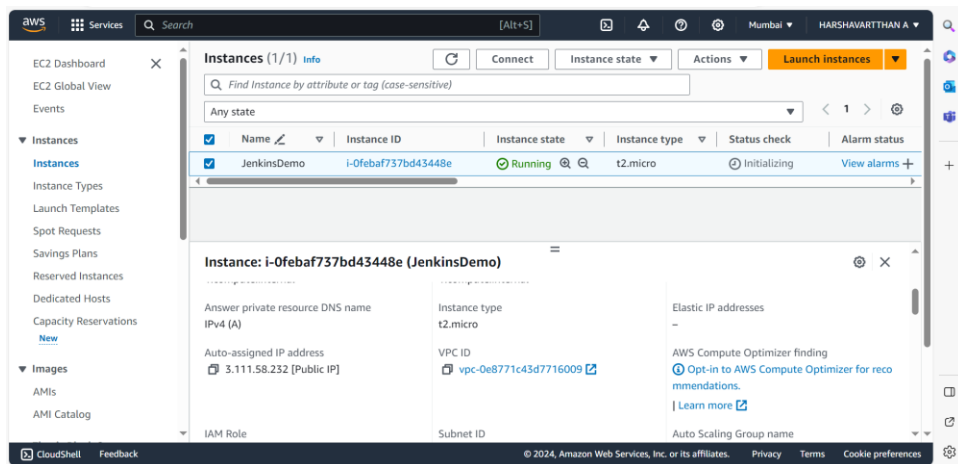 aws Services Search [Alt+S] Mumbai ▼ HARSHAVARTTHAN A ▼
EC2 Dashboard
EC2 Global View
Events
Instances
Instances
Instance Types
Launch Templates
Spot Requests
Savings Plans
Reserved Instances
Dedicated Hosts
Capacity Reservations
New
Images
AMIs
AMI Catalog
Instances (1/1) Info Connect Instance state ▼ Actions ▼ Launch instances ▼
Find Instance by attribute or tag (case-sensitive)
Any state 1
Name Instance ID Instance state Instance type Status check Alarm status
JenkinsDemo i-0febaf737bd43448e Running t2.micro Initializing View alarms +
Instance: i-0febaf737bd43448e (JenkinsDemo)
Answer private resource DNS name Instance type Elastic IP addresses
IPv4 (A) t2.micro –
Auto-assigned IP address VPC ID AWS Compute Optimizer finding
3.111.58.232 [Public IP] vpc-0e8771c43d7716009 Opt-in to AWS Compute Optimizer for reco
mmendations.
| Learn more
IAM Role Subnet ID Auto Scaling Group name
CloudShell Feedback © 2024, Amazon Web Services, Inc. or its affiliates. Privacy Terms Cookie preferences